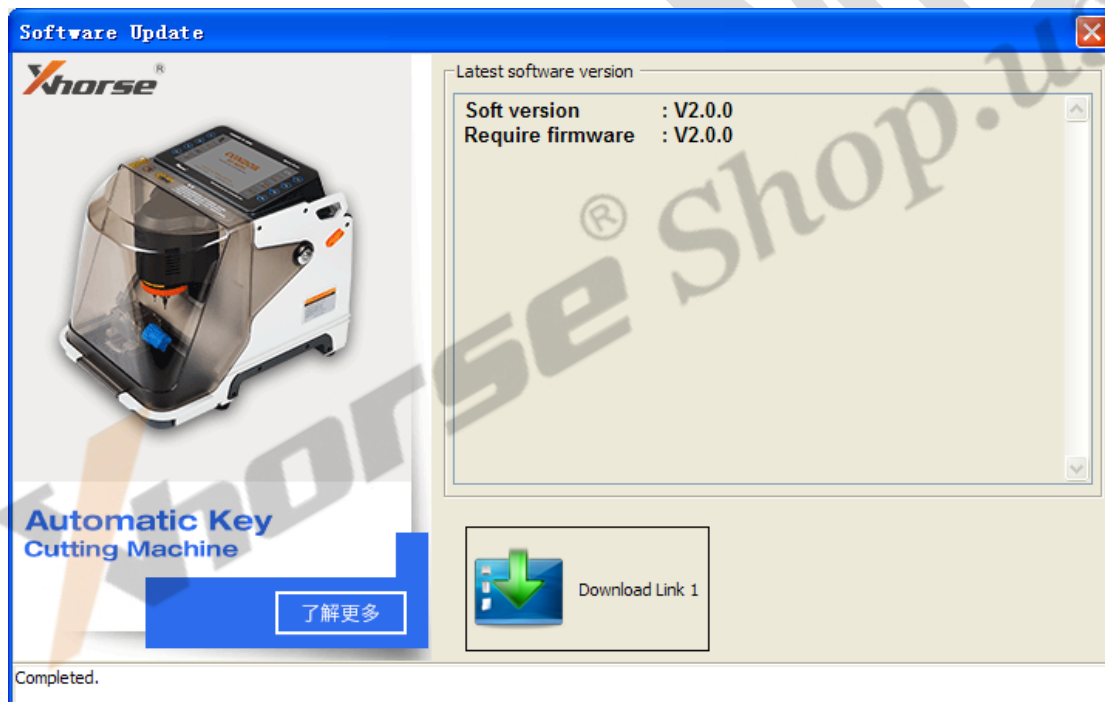 Software Update
Xhorse®
Latest software version
Soft version : V2.0.0
Require firmware : V2.0.0
Automatic Key
Cutting Machine
了解更多
Download Link 1
Completed.
Xhorse® Shop.us